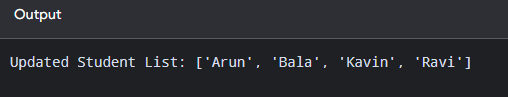 Output
Updated Student List: ['Arun', 'Bala', 'Kavin', 'Ravi']